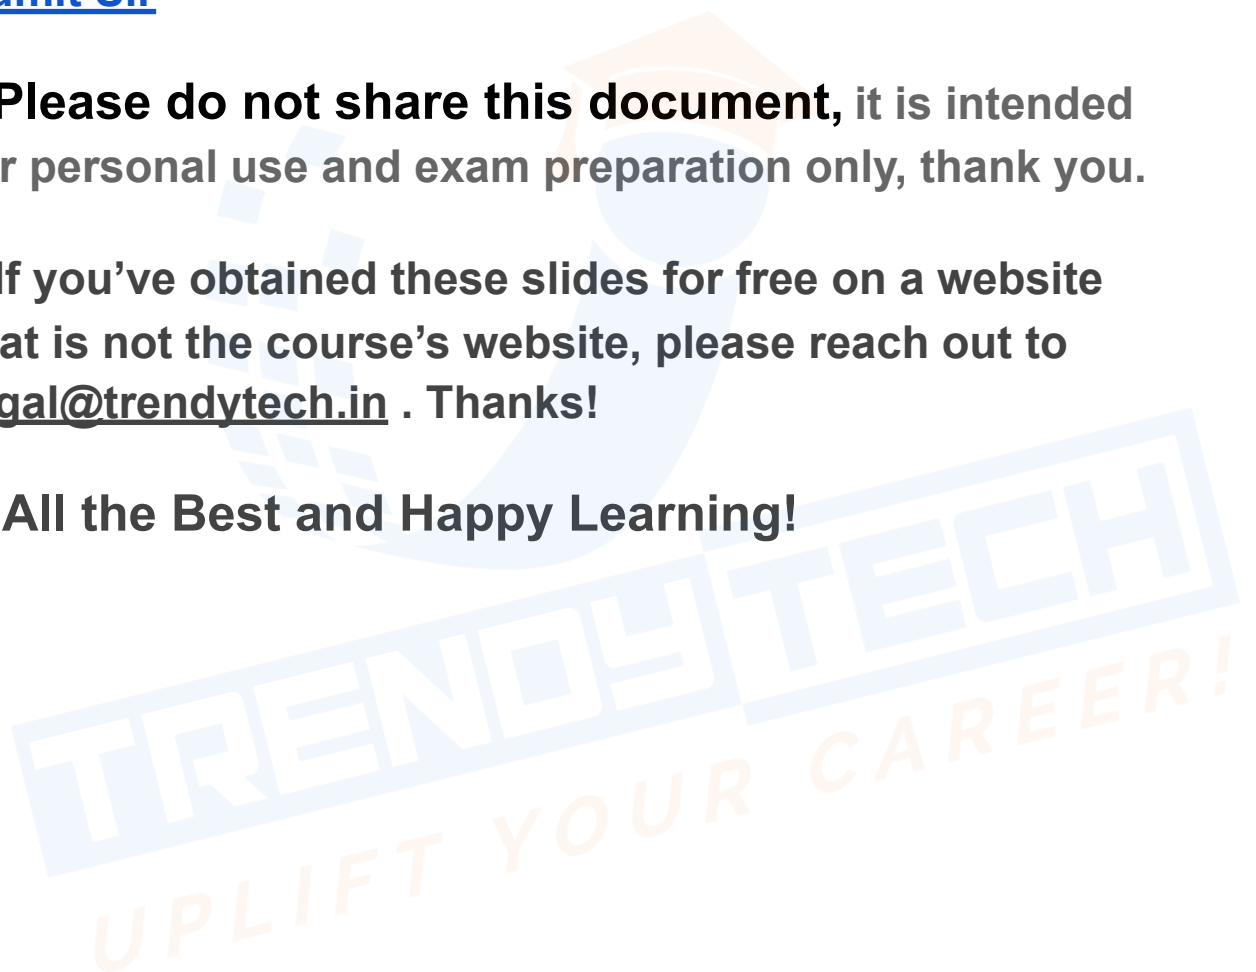 Please do not share this document, it is intended
r personal use and exam preparation only, thank you.
If you’ve obtained these slides for free on a website
at is not the course’s website, please reach out to
gal@trendytech.in . Thanks!
All the Best and Happy Learning!
TRENDYTECH
UPLIFT YOUR CAREER!